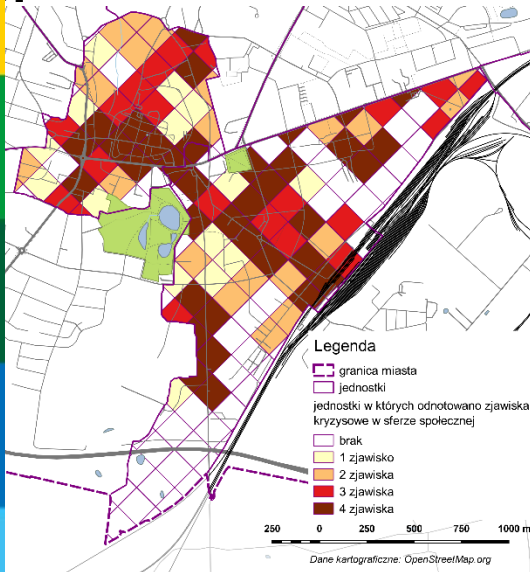 Legenda
granica miasta
jednostki
jednostki w których odnotowano zjawiska
kryzysowe w sferze społecznej
brak
1 zjawisko
2 zjawiska
3 zjawiska
4 zjawiska
250 0 250 500 750 1000 m
Dane kartograficzne: OpenStreetMap.org